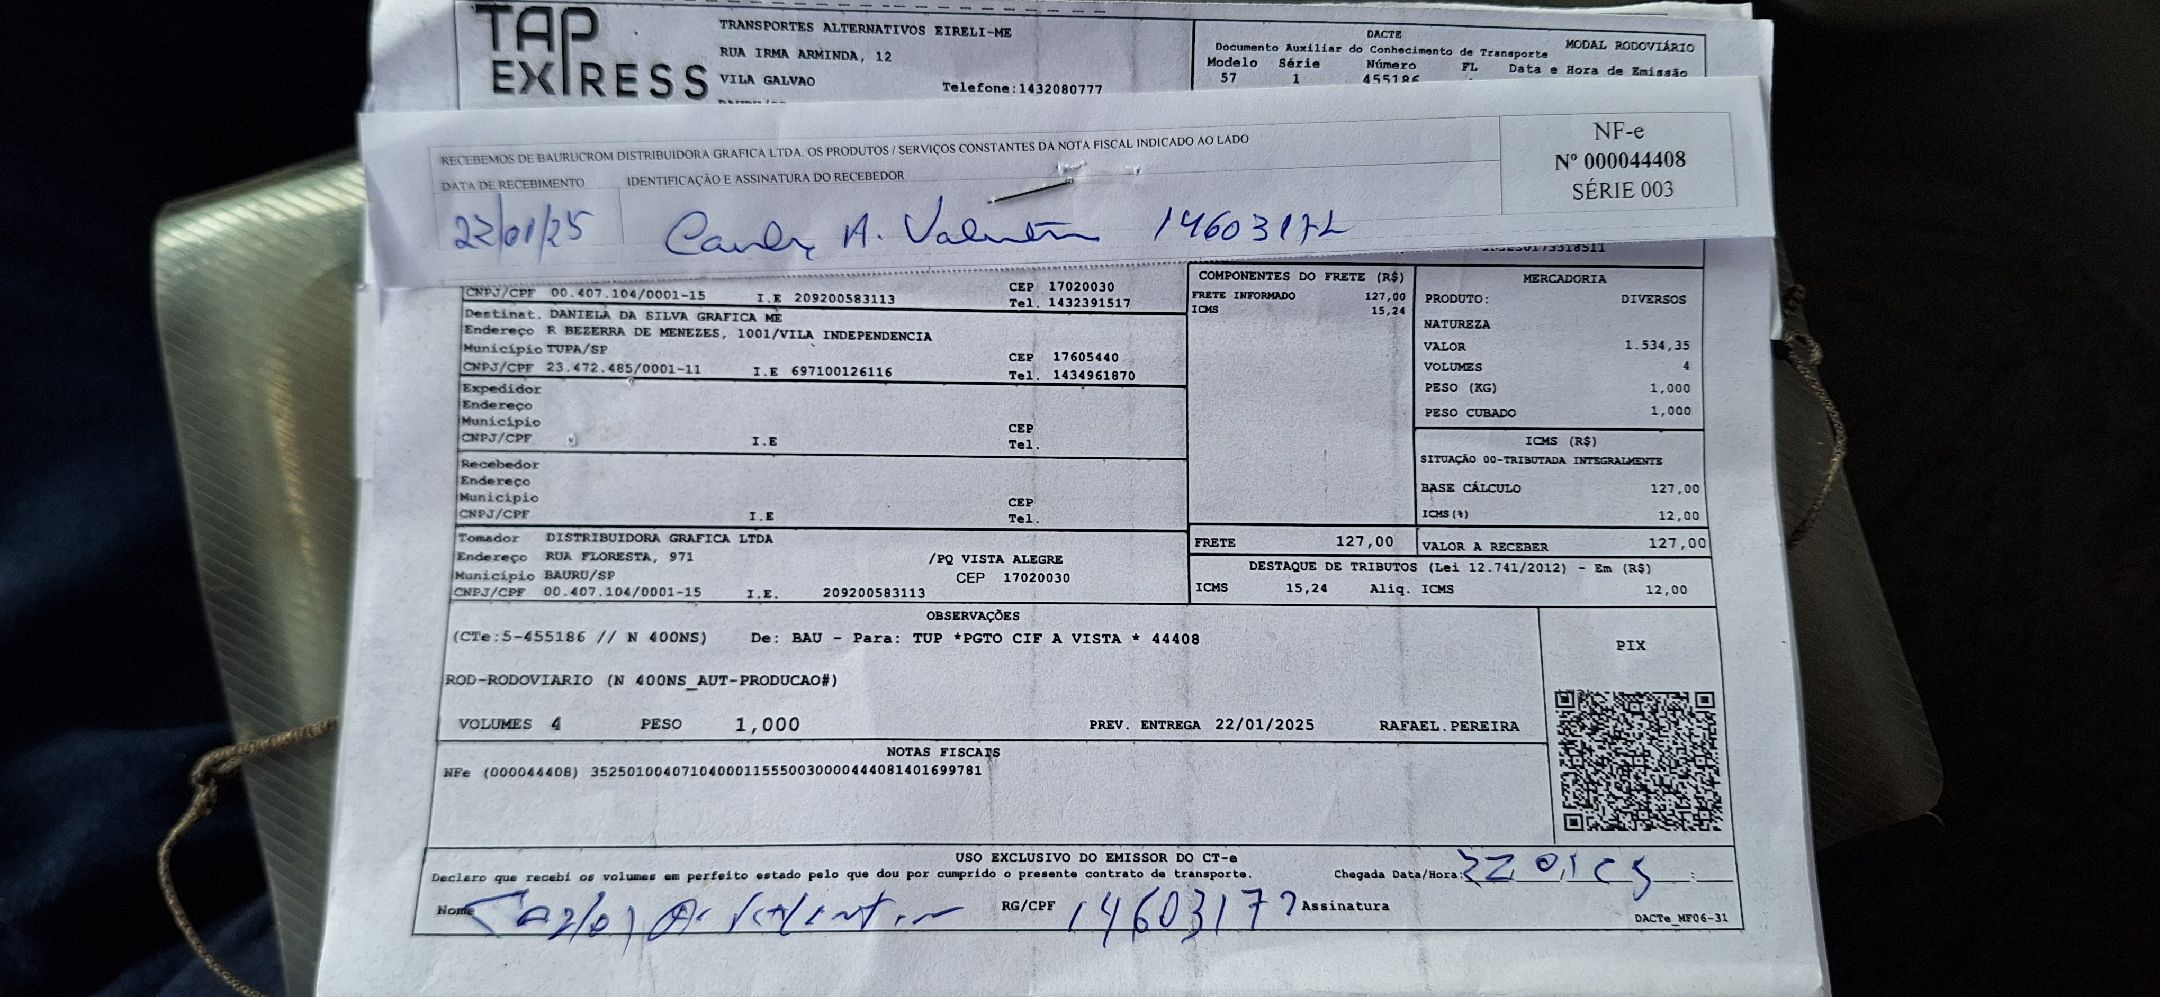 TAP EXPRESS
TRANSPORTES ALTERNATIVOS EIRELI-ME
RUA IRMA ARMINDA, 12
VILA GALVAO
Telefone:1432080777
DACTE
Documento Auxiliar do Conhecimento de Transporte
MODAL RODOVIÁRIO
Modelo Série Número FL Data e Hora de Emissão
57 1 455186
RECEBEMOS DE BAURUCROM DISTRIBUIDORA GRAFICA LTDA. OS PRODUTOS / SERVIÇOS CONSTANTES DA NOTA FISCAL INDICADO AO LADO
DATA DE RECEBIMENTO IDENTIFICAÇÃO E ASSINATURA DO RECEBEDOR
22/01/25 A. Valentin
NF-e
Nº 000044408
SÉRIE 003
CNPJ/CPF 00.407.104/0001-15 I.E 209200583113
CEP 17020030
Tel. 1432391517
Destinat. DANIELA DA SILVA GRAFICA ME
Endereço R BEZERRA DE MENEZES, 1001/VILA INDEPENDENCIA
Município TUPA/SP CEP 17605440
CNPJ/CPF 23.472.485/0001-11 I.E 697100126116 Tel. 1434961870
Expedidor
Endereço
Município CEP
CNPJ/CPF I.E Tel.
Recebedor
Endereço
Município CEP
CNPJ/CPF I.E Tel.
Tomador DISTRIBUIDORA GRAFICA LTDA
Endereço RUA FLORESTA, 971 /PQ VISTA ALEGRE
Município BAURU/SP CEP 17020030
CNPJ/CPF 00.407.104/0001-15 I.E. 209200583113
COMPONENTES DO FRETE (R$)
FRETE INFORMADO 127,00
ICMS 15,24
FRETE 127,00
MERCADORIA
PRODUTO: DIVERSOS
NATUREZA
VALOR 1.534,35
VOLUMES 4
PESO (KG) 1,000
PESO CUBADO 1,000
ICMS (R$)
SITUAÇÃO 00-TRIBUTADA INTEGRALMENTE
BASE CÁLCULO 127,00
ICMS(%) 12,00
VALOR A RECEBER 127,00
DESTAQUE DE TRIBUTOS (Lei 12.741/2012) - Em (R$)
ICMS 15,24 Aliq. ICMS 12,00
OBSERVAÇÕES
(CTe:5-455186 // N 400NS) De: BAU - Para: TUP *PGTO CIF A VISTA * 44408
ROD-RODOVIARIO (N 400NS_AUT-PRODUCAO#)
VOLUMES 4 PESO 1,000 PREV. ENTREGA 22/01/2025 RAFAEL.PEREIRA
PIX
NOTAS FISCAIS
NFe (000044408) 35250100407104000115550030000444081401699781
USO EXCLUSIVO DO EMISSOR DO CT-e
Declaro que recebi os volumes em perfeito estado pelo que dou por cumprido o presente contrato de transporte. Chegada Data/Hora:
Nome RG/CPF Assinatura
DACTe_MF06-31